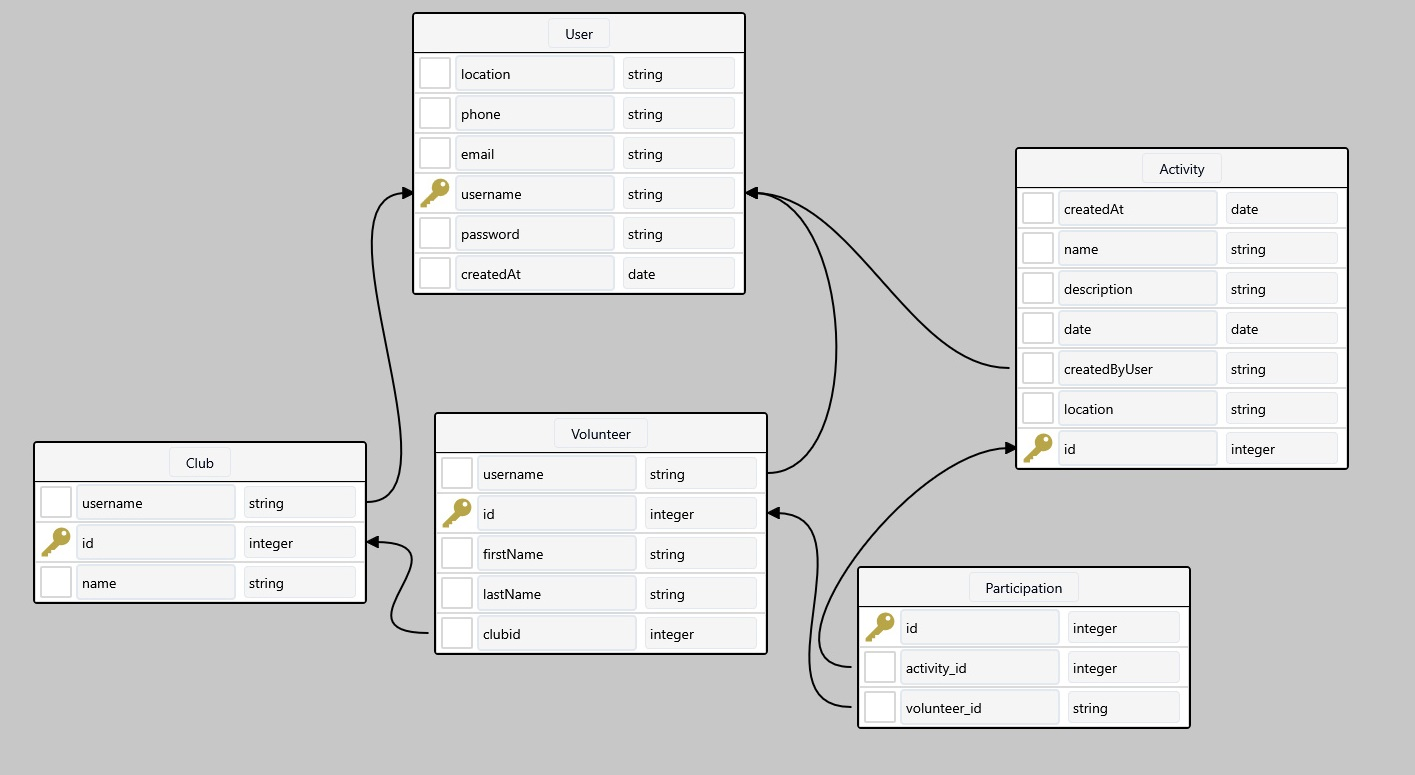 User
location string
phone string
email string
username string
password string
createdAt date
Activity
createdAt date
name string
description string
date date
createdByUser string
location string
id integer
Club
username string
id integer
name string
Volunteer
username string
id integer
firstName string
lastName string
clubid integer
Participation
id integer
activity_id integer
volunteer_id string